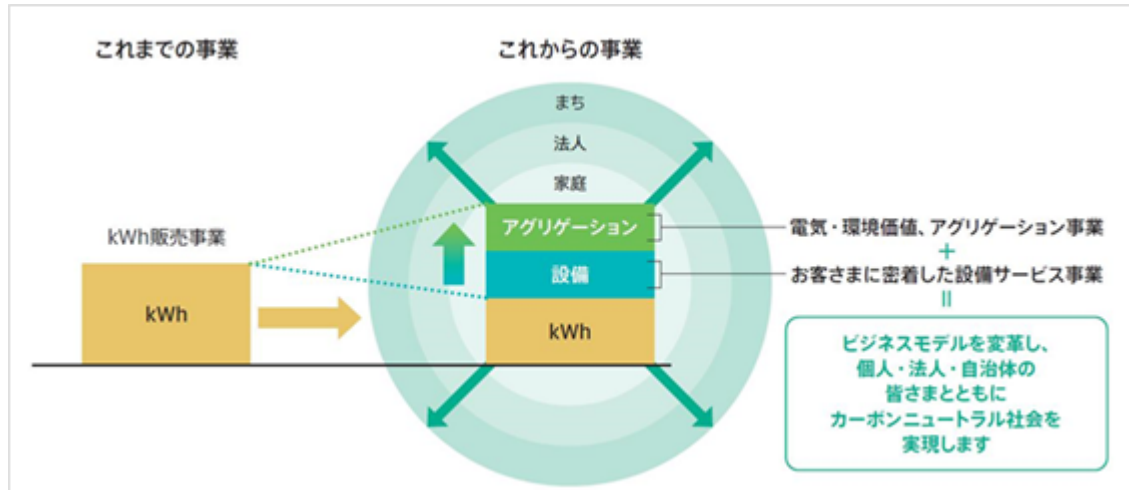 これまでの事業
これからの事業
まち
法人
家庭
kWh販売事業
kWh
アグリゲーション
設備
kWh
電気・環境価値、アグリゲーション事業
+
お客さまに密着した設備サービス事業
=
ビジネスモデルを変革し、
個人・法人・自治体の
皆さまとともに
カーボンニュートラル社会を
実現します